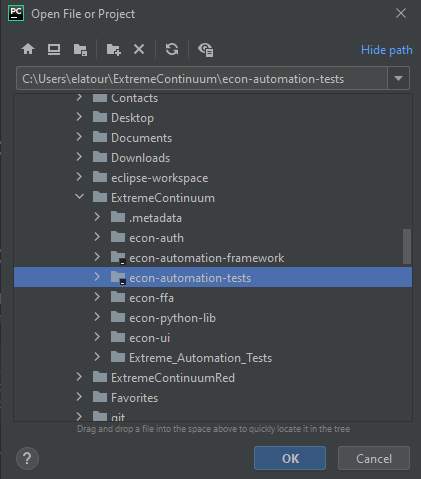 PC Open File or Project
Hide path
C:\Users\elatour\ExtremeContinuum\econ-automation-tests
Contacts
Desktop
Documents
Downloads
eclipse-workspace
ExtremeContinuum
.metadata
econ-auth
econ-automation-framework
econ-automation-tests
econ-ffa
econ-python-lib
econ-ui
Extreme_Automation_Tests
ExtremeContinuumRed
Favorites
git
Drag and drop a file into the space above to quickly locate it in the tree
? OK Cancel